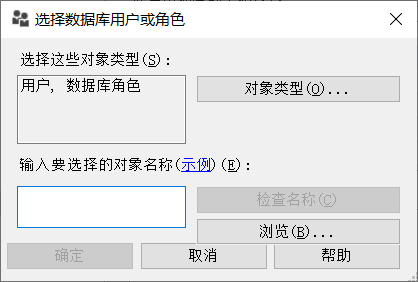 选择数据库用户或角色
选择这些对象类型(S):
用户, 数据库角色
对象类型(O)...
输入要选择的对象名称(示例)(E):
检查名称(C)
浏览(B)...
确定
取消
帮助